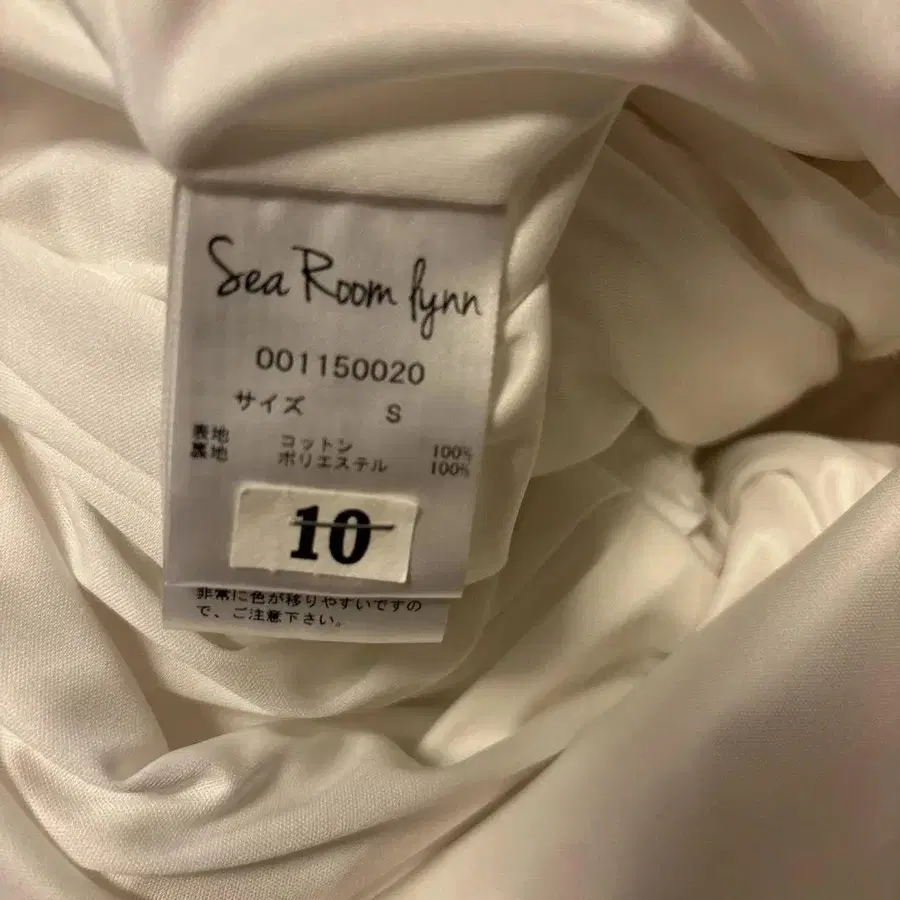 Sea Room lynn
001150020
サイズ S
表地 コットン 100%
裏地 ポリエステル 100%
10
非常に色が移りやすいですの
で、ご注意下さい。